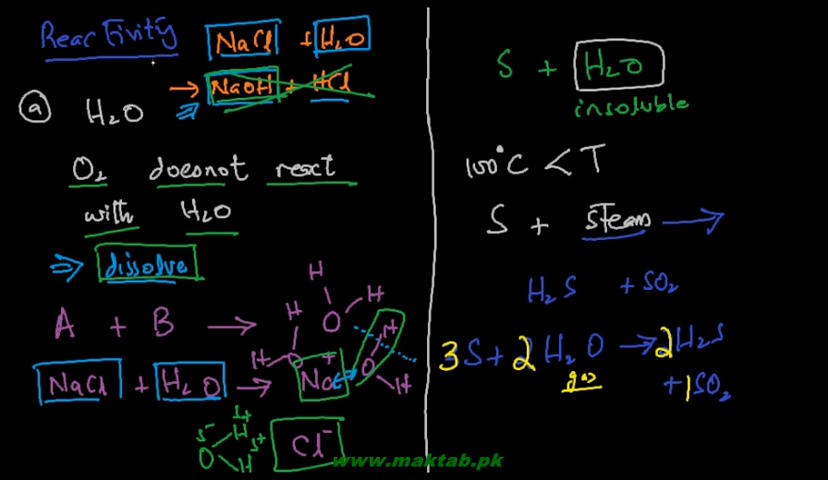 Reactivity
NaCl + H₂O
→ NaOH + HCl
⇒
ⓐ H₂O
O₂ doesnot react
with H₂O
⇒ dissolve
A + B →
NaCl + H₂O → Na⁺
H
H H
O
H O H
O H
Cl⁻
δ⁻ H δ⁺
O H δ⁺
S + H₂O
insoluble
100°C < T
S + steam →
H₂S + SO₂
3S + 2H₂O → 2H₂S
gas
+ 1SO₂
www.maktab.pk